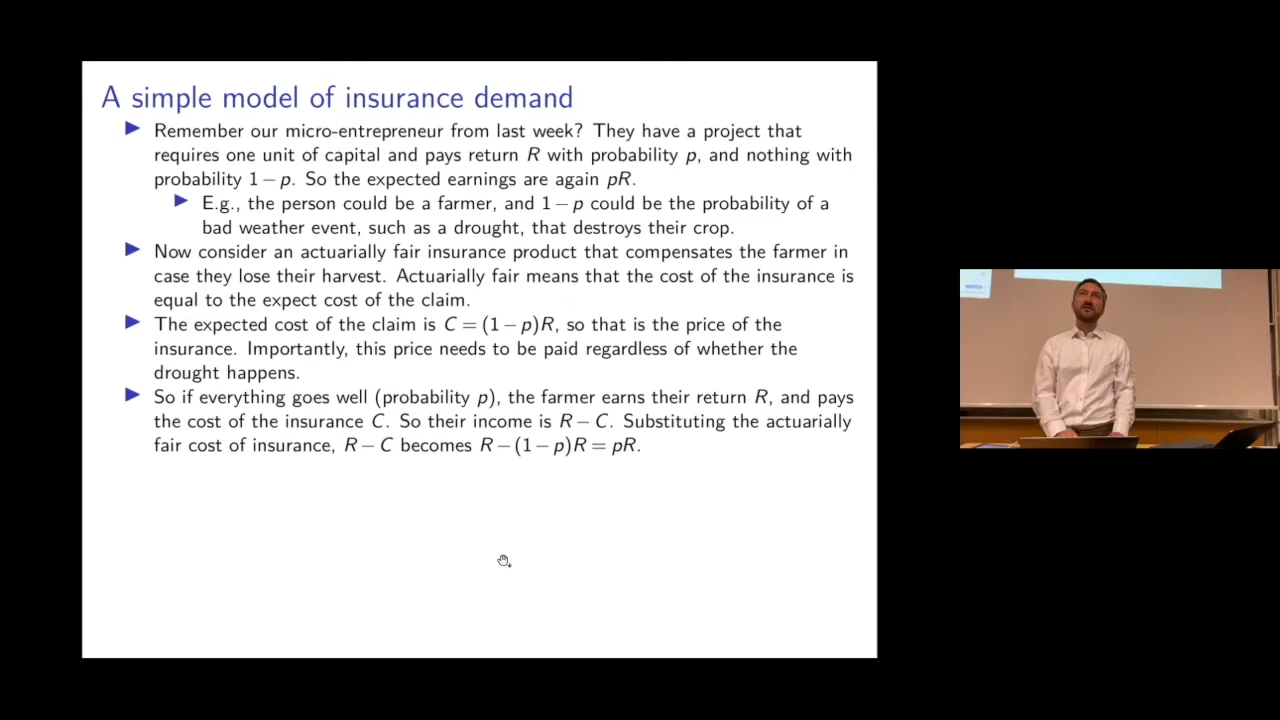 A simple model of insurance demand
▶ Remember our micro-entrepreneur from last week? They have a project that
requires one unit of capital and pays return R with probability p, and nothing with
probability 1 − p. So the expected earnings are again pR.
▶ E.g., the person could be a farmer, and 1 − p could be the probability of a
bad weather event, such as a drought, that destroys their crop.
▶ Now consider an actuarially fair insurance product that compensates the farmer in
case they lose their harvest. Actuarially fair means that the cost of the insurance is
equal to the expect cost of the claim.
▶ The expected cost of the claim is C = (1 − p)R, so that is the price of the
insurance. Importantly, this price needs to be paid regardless of whether the
drought happens.
▶ So if everything goes well (probability p), the farmer earns their return R, and pays
the cost of the insurance C. So their income is R − C. Substituting the actuarially
fair cost of insurance, R − C becomes R − (1 − p)R = pR.